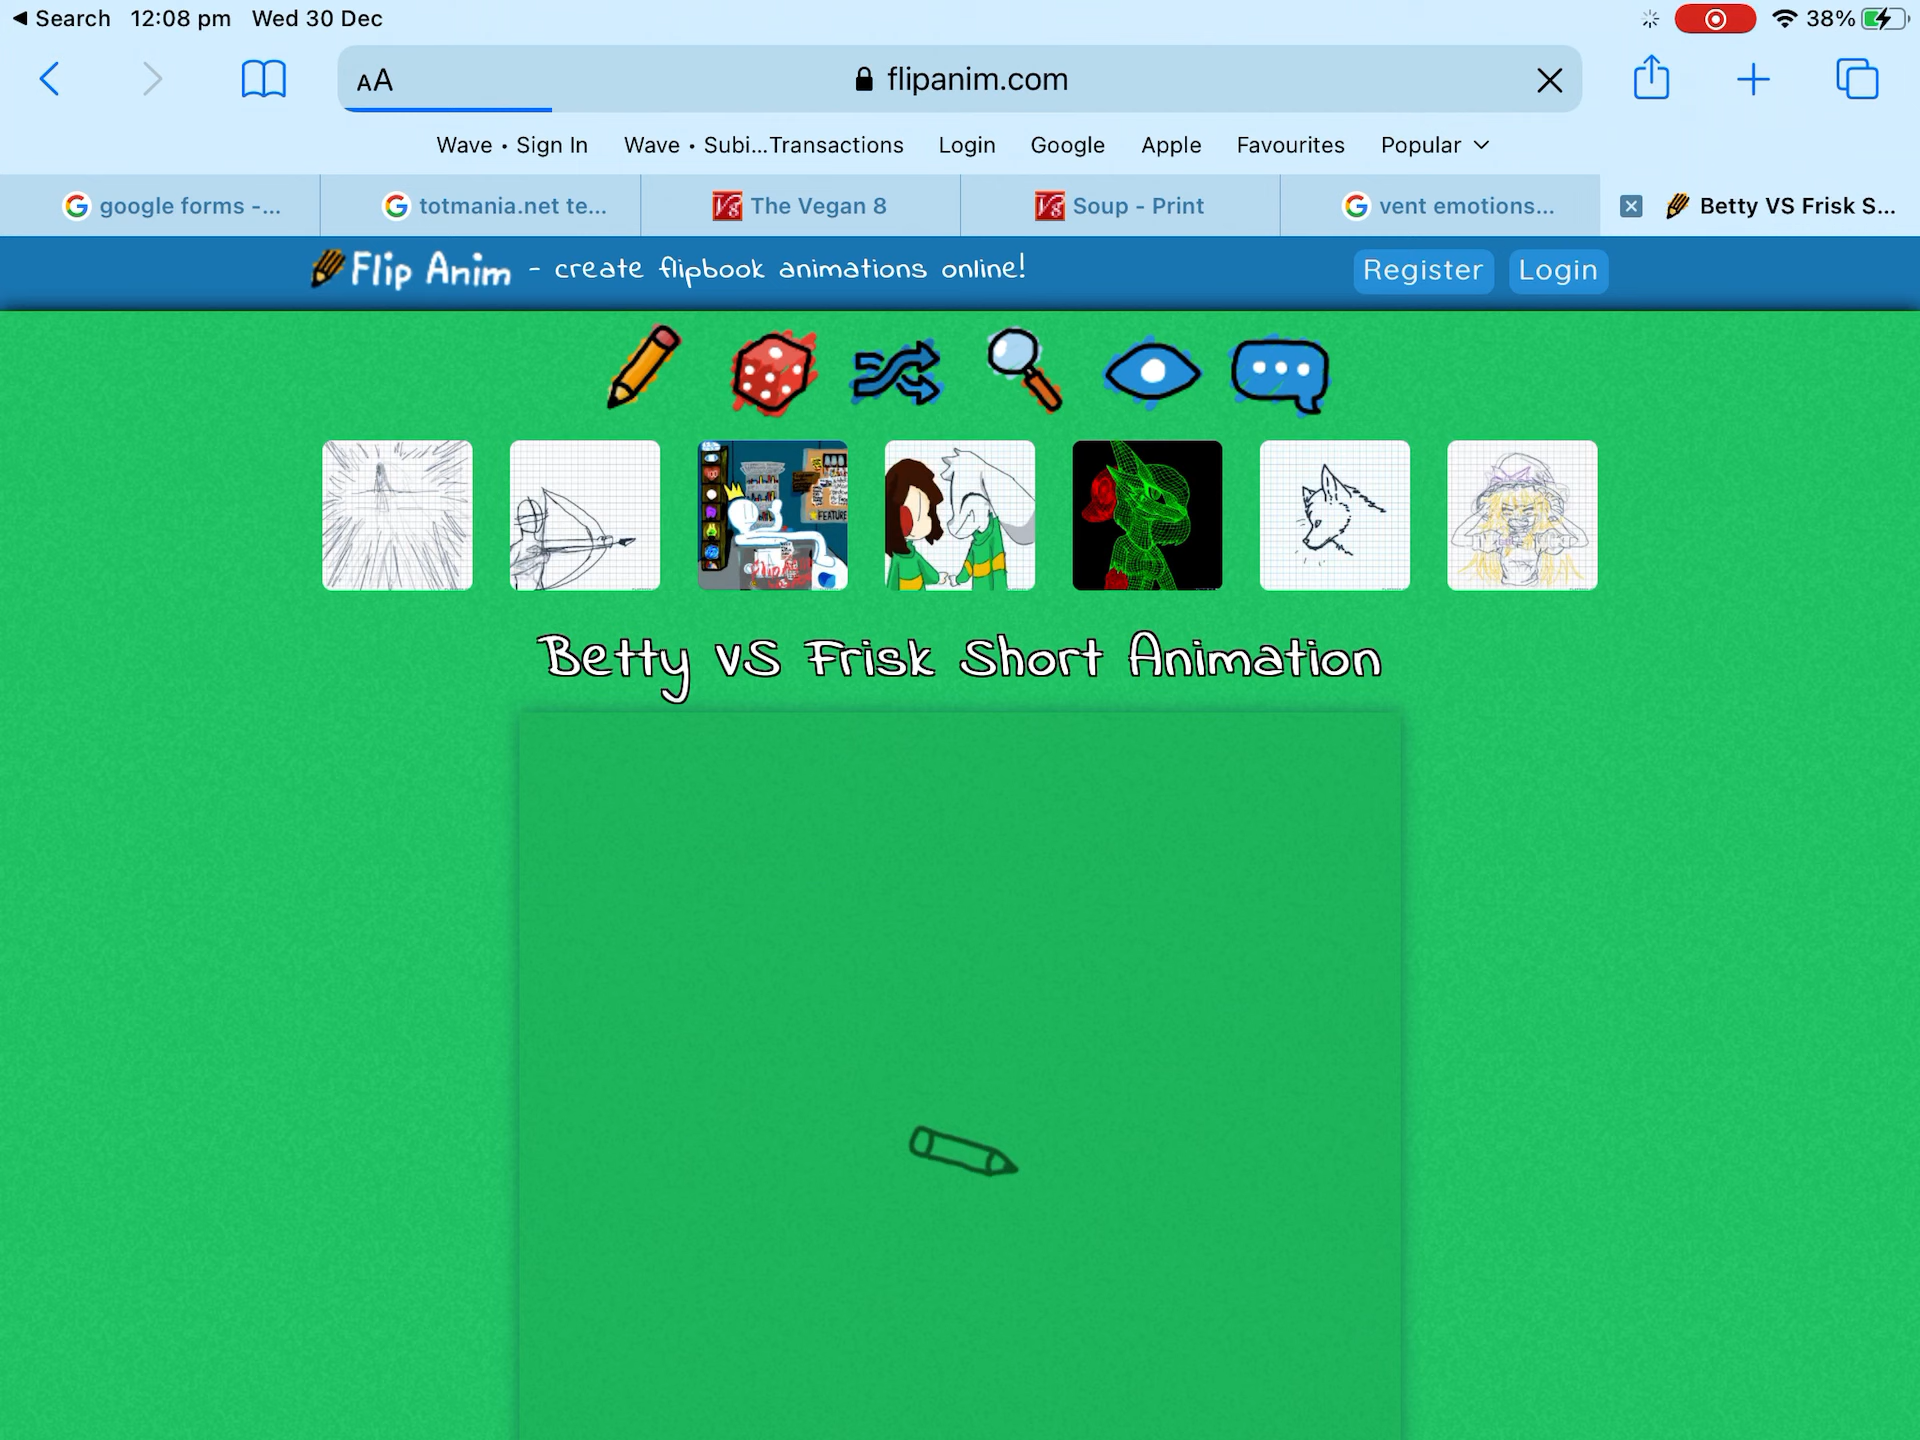 Search 12:08 pm Wed 30 Dec 38%
AA flipanim.com
Wave • Sign In Wave • Subi...Transactions Login Google Apple Favourites Popular
google forms -... totmania.net te... The Vegan 8 Soup - Print vent emotions... Betty VS Frisk S...
Flip Anim - create flipbook animations online! Register Login
FEATURE
Betty VS Frisk Short Animation